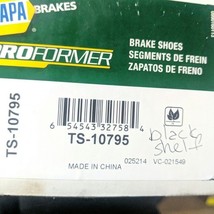 NAPA BRAKES
PROFORMER
BRAKE SHOES
SEGMENTS DE FREIN
ZAPATOS DE FRENO
TS-10795
6 54543 32758 4
TS-10795
black
shelf
MADE IN CHINA
025214 VC-021549